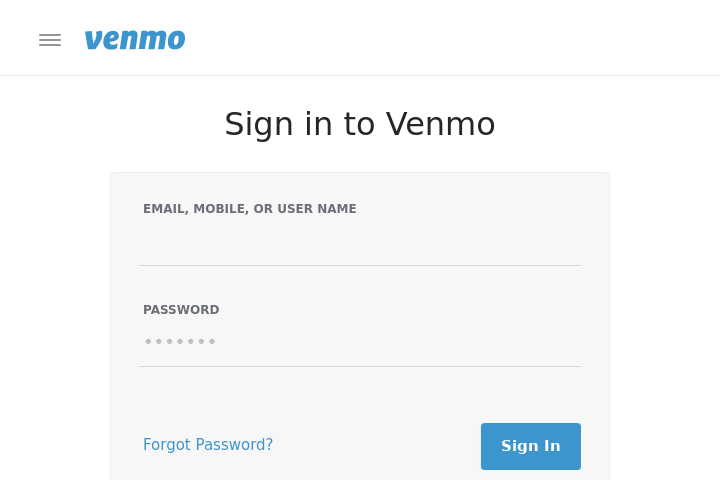 venmo
Sign in to Venmo
EMAIL, MOBILE, OR USER NAME
PASSWORD
•••••••
Forgot Password?
Sign In